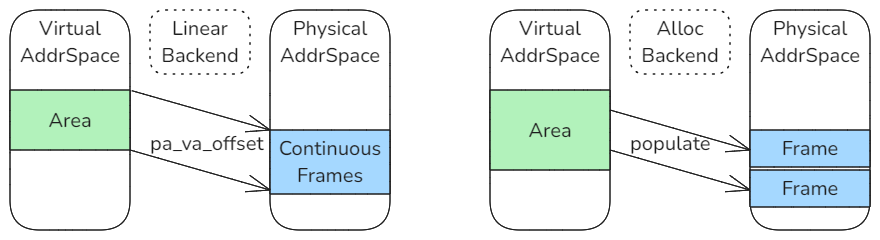 Virtual
AddrSpace
Linear
Backend
Physical
AddrSpace
Area
pa_va_offset
Continuous
Frames
Virtual
AddrSpace
Alloc
Backend
Physical
AddrSpace
Area
populate
Frame
Frame